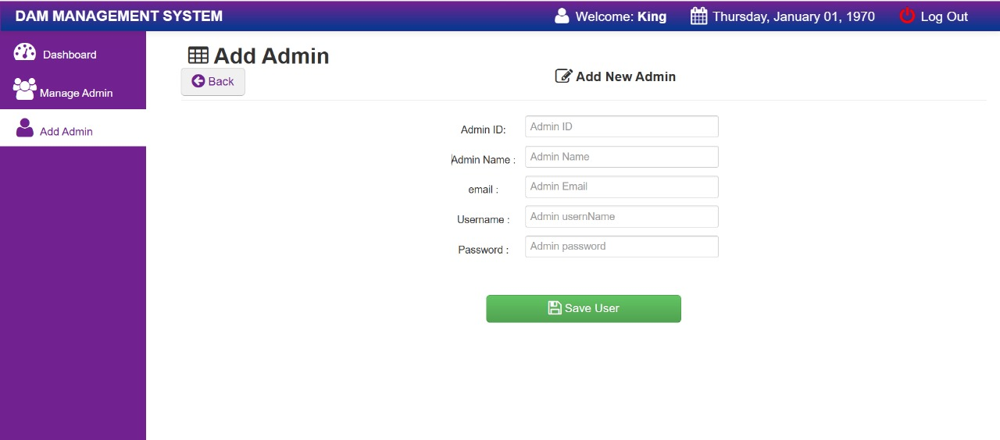 DAM MANAGEMENT SYSTEM
Welcome: King
Thursday, January 01, 1970
Log Out
Dashboard
Manage Admin
Add Admin
Add Admin
Back
Add New Admin
Admin ID: Admin ID
Admin Name : Admin Name
email : Admin Email
Username : Admin usernName
Password : Admin password
Save User